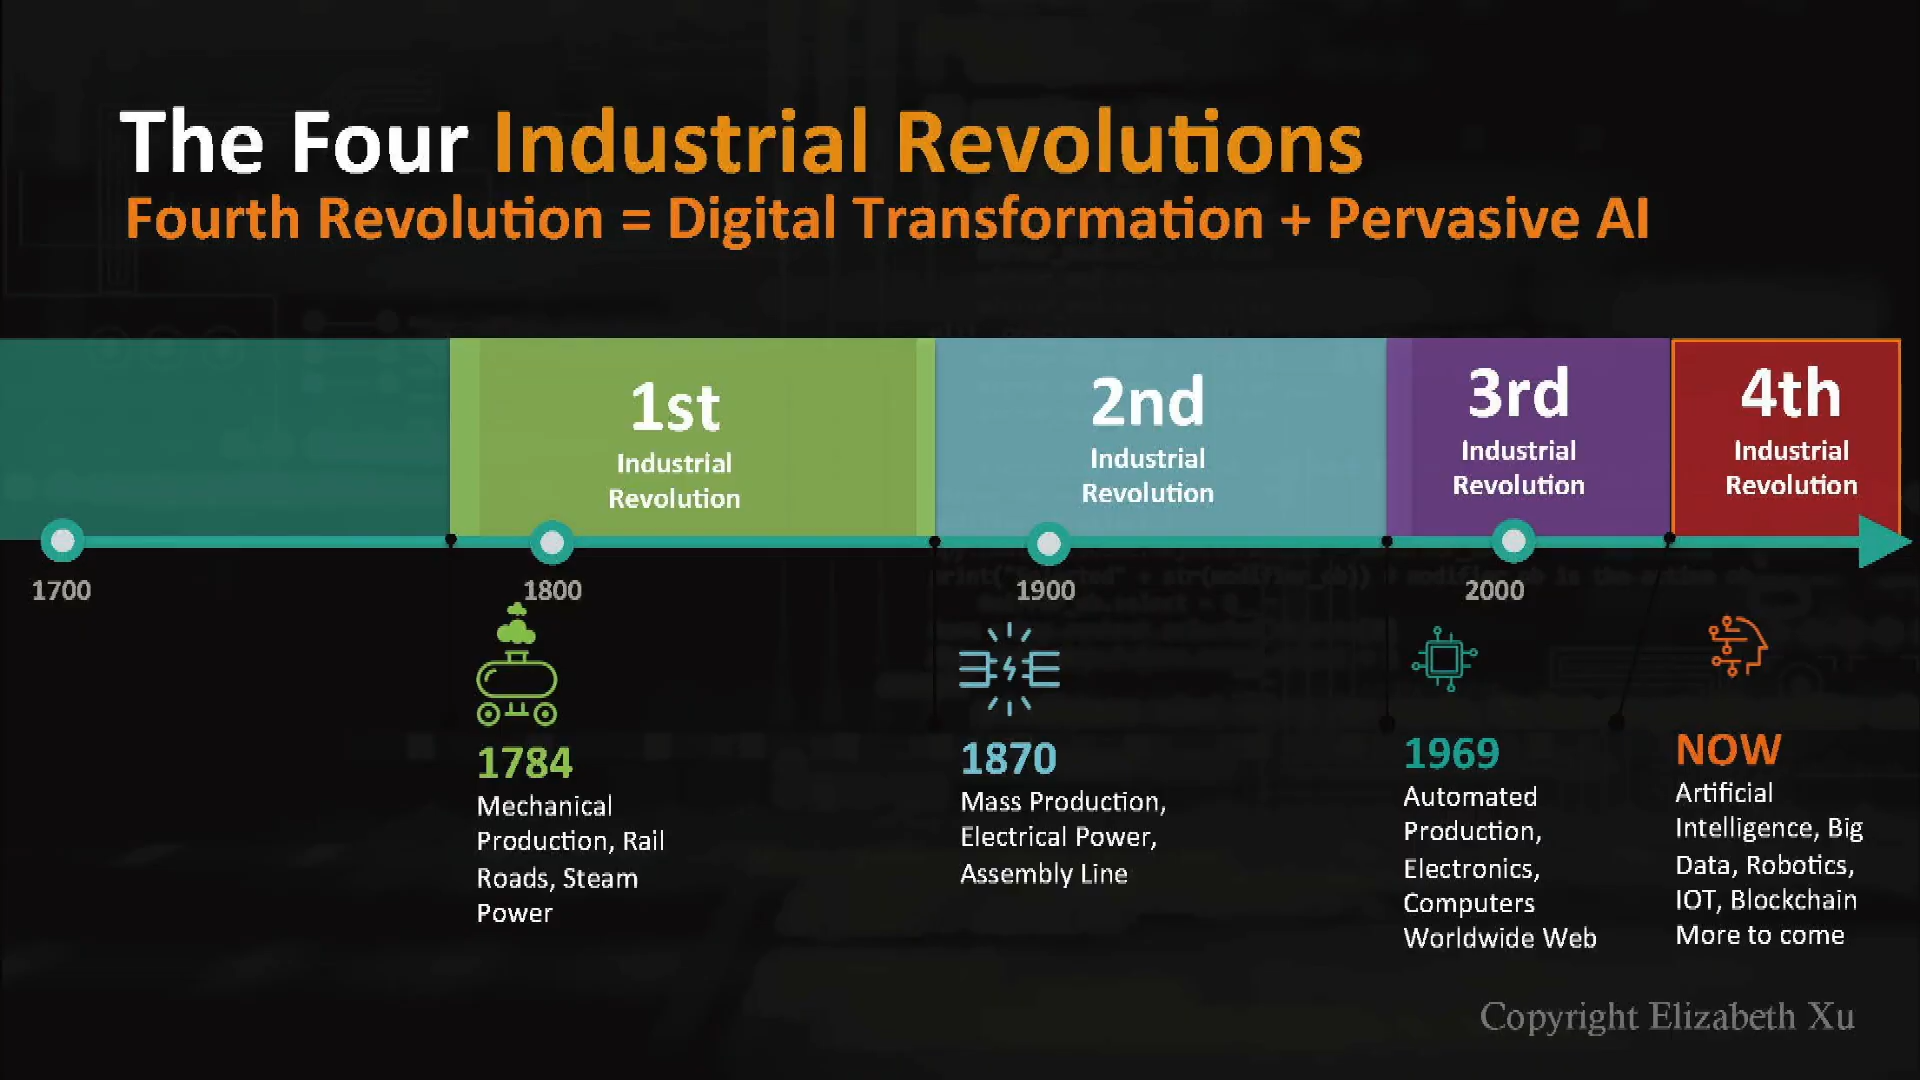 The Four Industrial Revolutions
Fourth Revolution = Digital Transformation + Pervasive AI
1st
Industrial
Revolution
2nd
Industrial
Revolution
3rd
Industrial
Revolution
4th
Industrial
Revolution
1700
1800
1900
2000
1784
Mechanical
Production, Rail
Roads, Steam
Power
1870
Mass Production,
Electrical Power,
Assembly Line
1969
Automated
Production,
Electronics,
Computers
Worldwide Web
NOW
Artificial
Intelligence, Big
Data, Robotics,
IOT, Blockchain
More to come
Copyright Elizabeth Xu